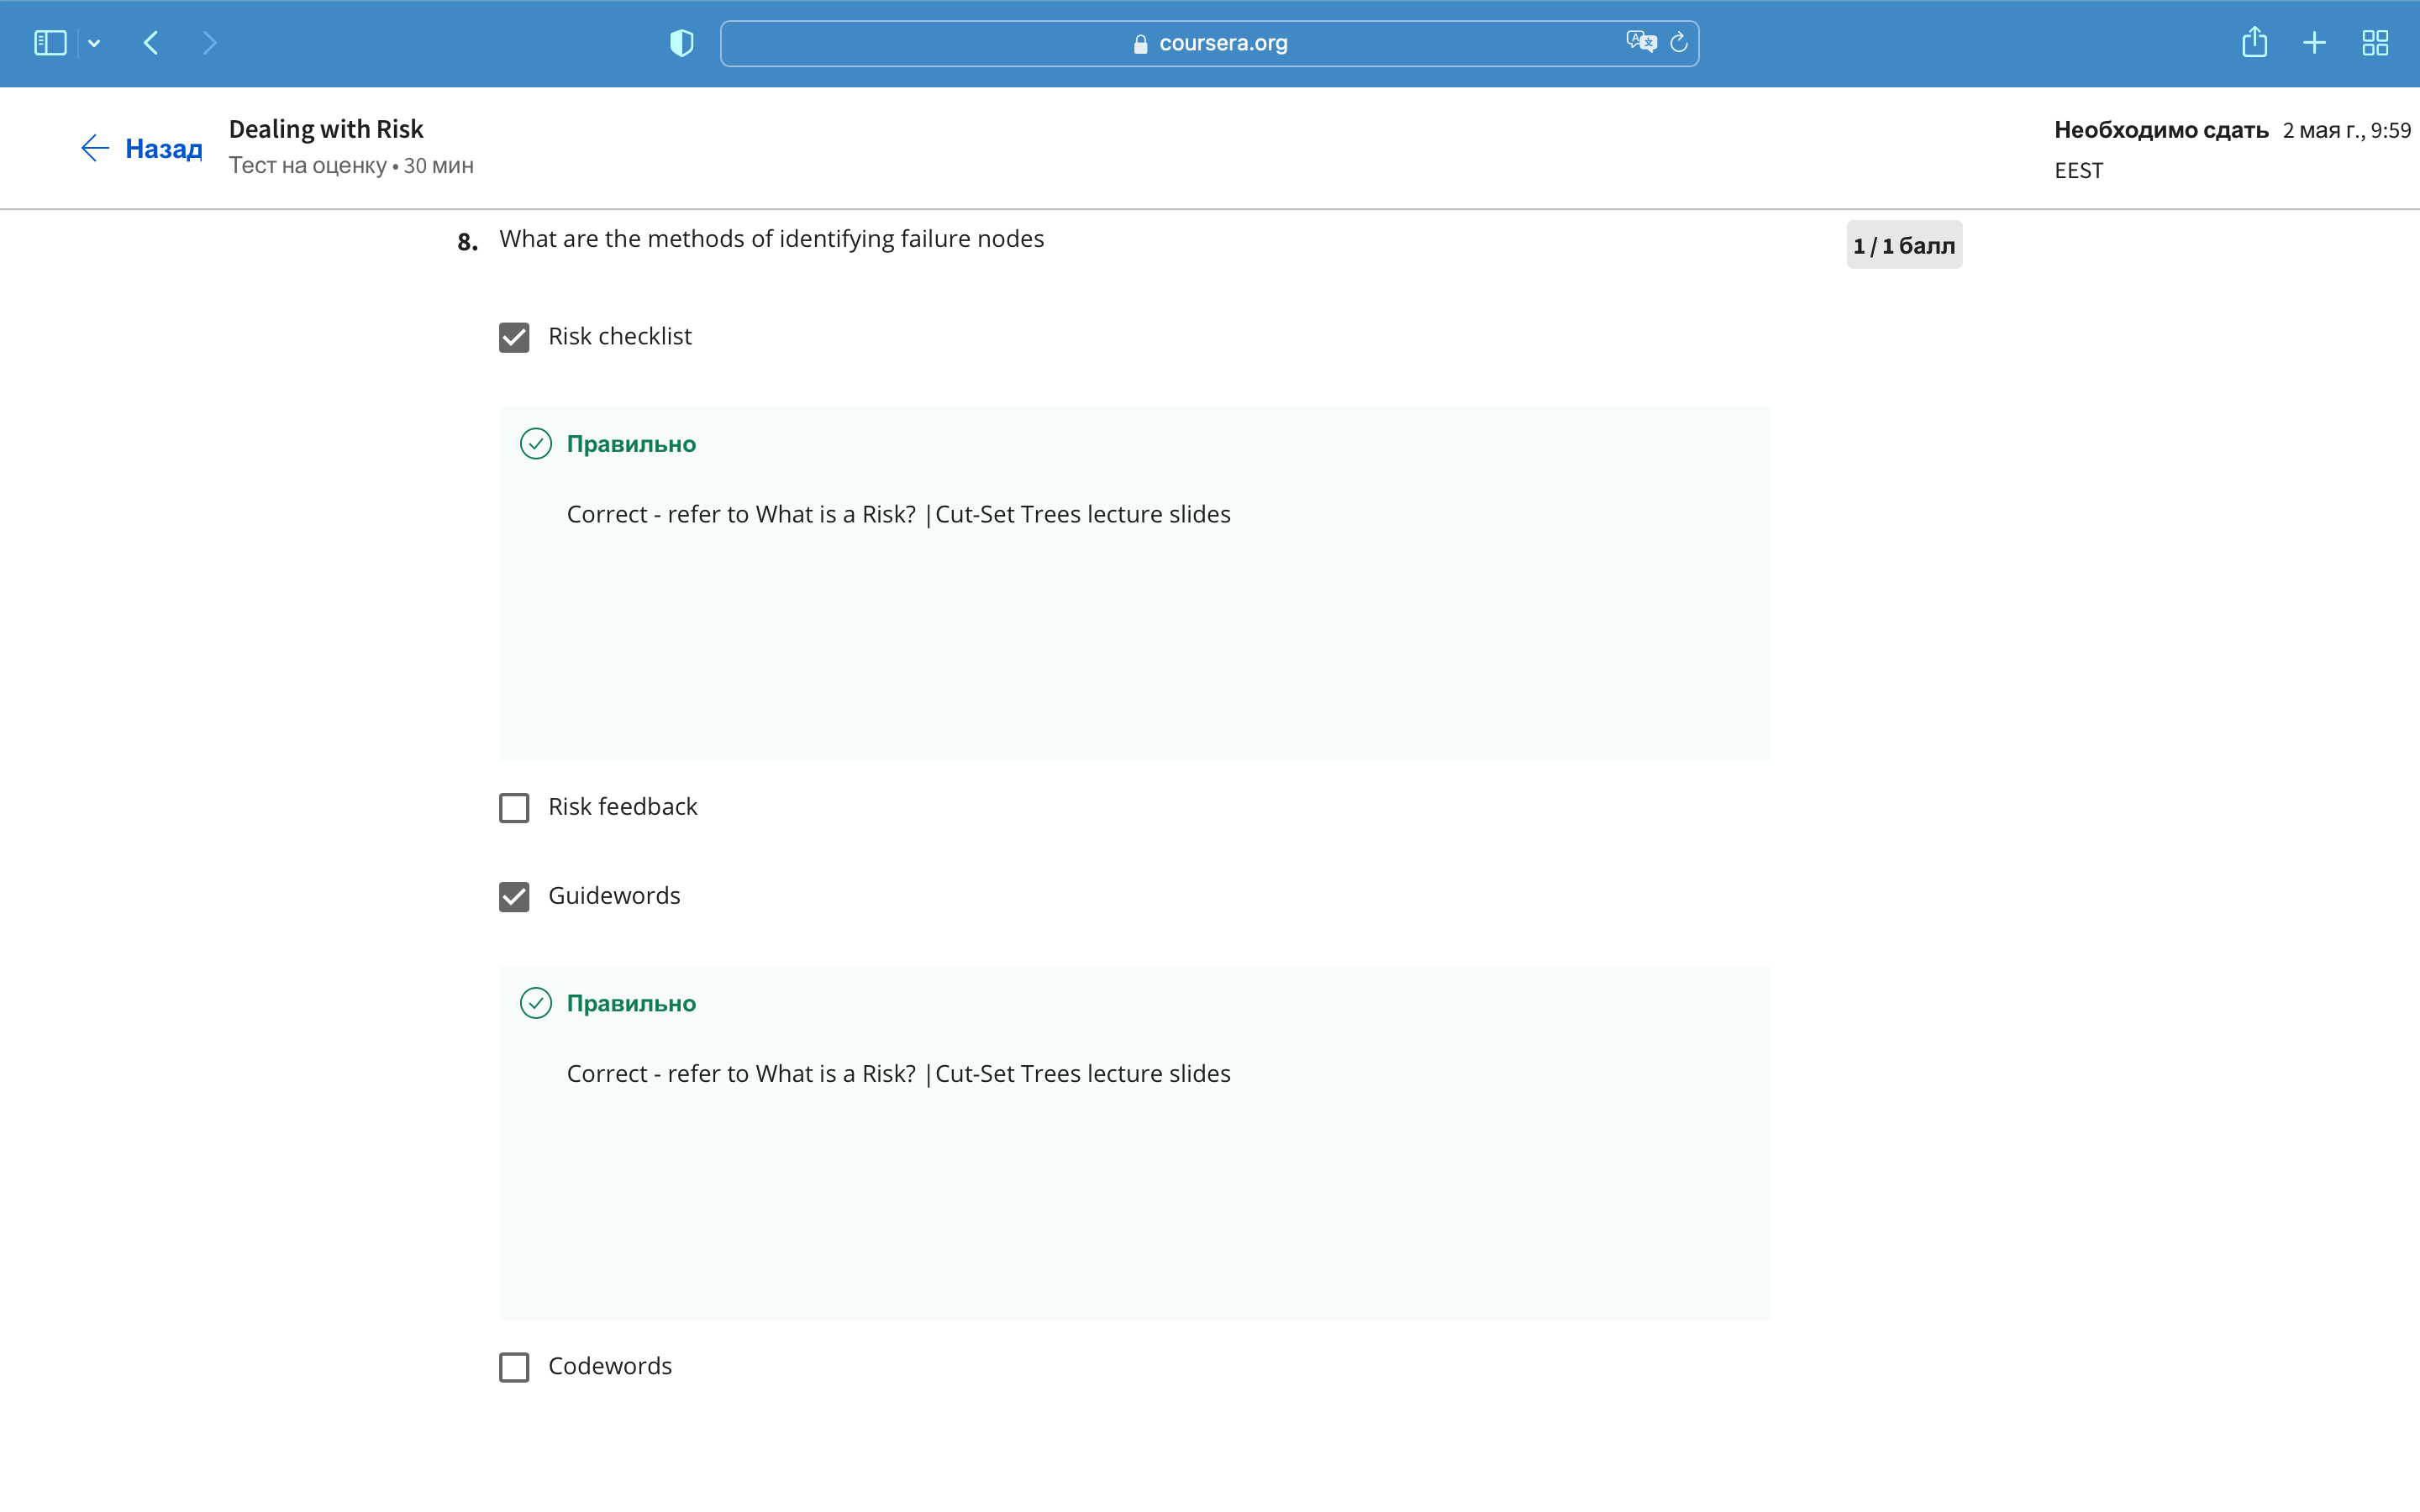 coursera.org
Назад
Dealing with Risk
Тест на оценку • 30 мин
Необходимо сдать 2 мая г., 9:59
EEST
8. What are the methods of identifying failure nodes
1 / 1 балл
Risk checklist
Правильно
Correct - refer to What is a Risk? |Cut-Set Trees lecture slides
Risk feedback
Guidewords
Правильно
Correct - refer to What is a Risk? |Cut-Set Trees lecture slides
Codewords